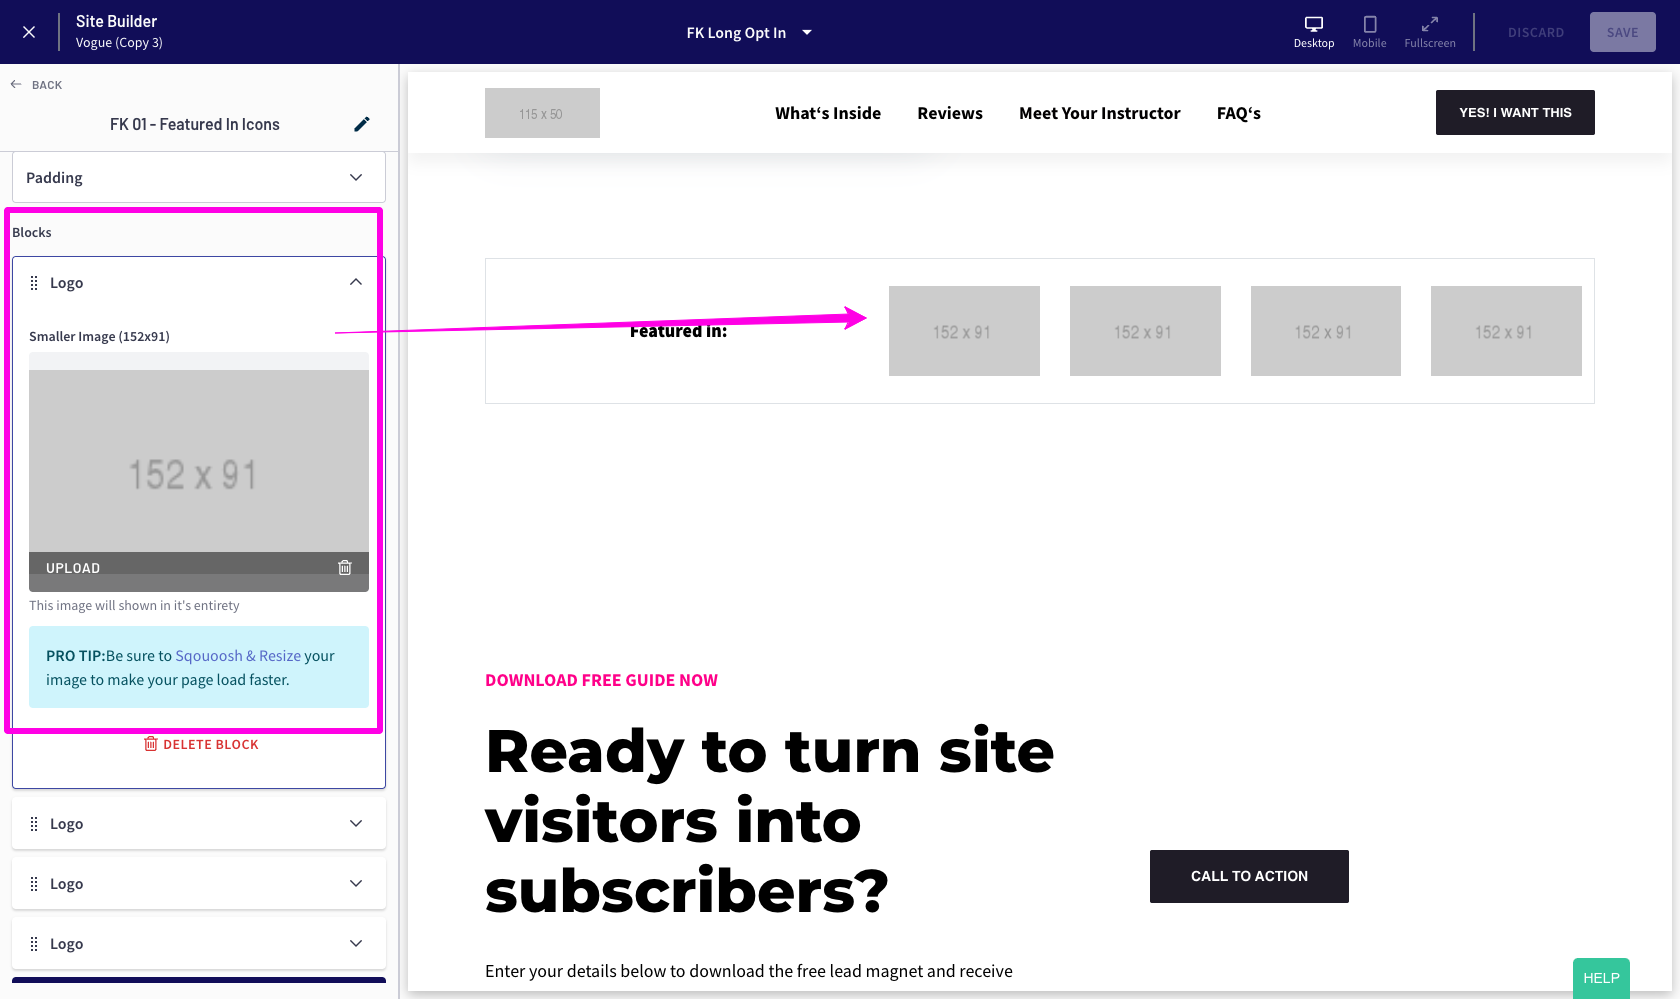 Site Builder
Vogue (Copy 3)
FK Long Opt In
Desktop
Mobile
Fullscreen
DISCARD
SAVE
BACK
FK 01 - Featured In Icons
Padding
Blocks
Logo
Smaller Image (152x91)
152 x 91
UPLOAD
This image will shown in it's entirety
PRO TIP:Be sure to Sqouoosh & Resize your
image to make your page load faster.
DELETE BLOCK
Logo
Logo
Logo
115 x 50
What‘s Inside
Reviews
Meet Your Instructor
FAQ‘s
YES! I WANT THIS
Featured in:
152 x 91
152 x 91
152 x 91
152 x 91
DOWNLOAD FREE GUIDE NOW
Ready to turn site
visitors into
subscribers?
CALL TO ACTION
Enter your details below to download the free lead magnet and receive
HELP